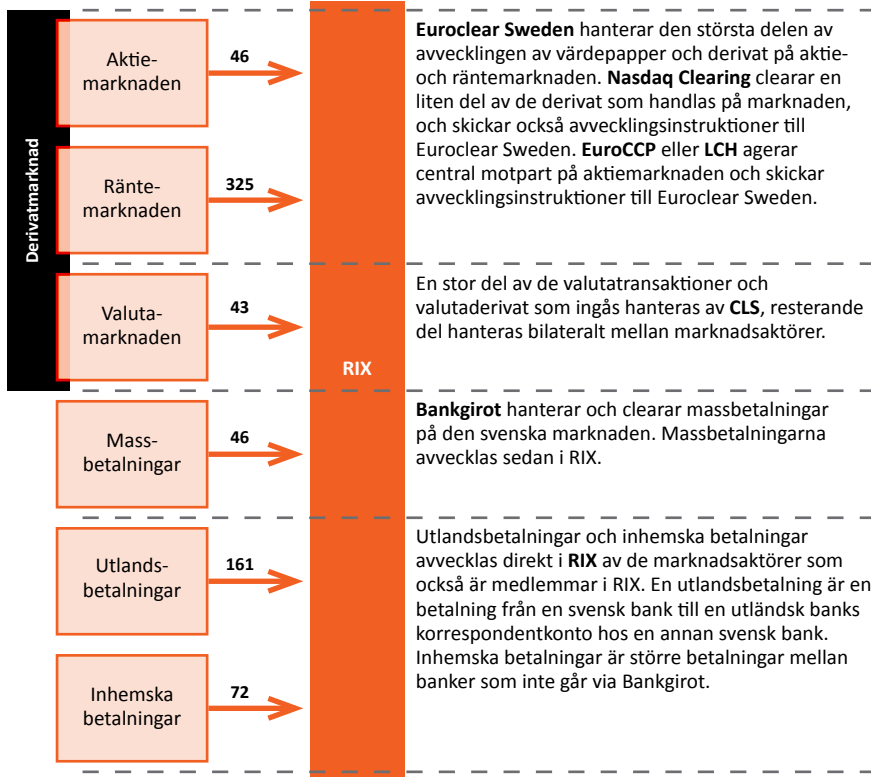 Derivatmarknad
Aktie-
marknaden
46
Euroclear Sweden hanterar den största delen av
avvecklingen av värdepapper och derivat på aktie-
och räntemarknaden. Nasdaq Clearing clearar en
liten del av de derivat som handlas på marknaden,
och skickar också avvecklingsinstruktioner till
Euroclear Sweden. EuroCCP eller LCH agerar
central motpart på aktiemarknaden och skickar
avvecklingsinstruktioner till Euroclear Sweden.
Ränte-
marknaden
325
Valuta-
marknaden
43
En stor del av de valutatransaktioner och
valutaderivat som ingås hanteras av CLS, resterande
del hanteras bilateralt mellan marknadsaktörer.
RIX
Mass-
betalningar
46
Bankgirot hanterar och clearar massbetalningar
på den svenska marknaden. Massbetalningarna
avvecklas sedan i RIX.
Utlands-
betalningar
161
Utlandsbetalningar och inhemska betalningar
avvecklas direkt i RIX av de marknadsaktörer som
också är medlemmar i RIX. En utlandsbetalning är en
betalning från en svensk bank till en utländsk banks
korrespondentkonto hos en annan svensk bank.
Inhemska betalningar är större betalningar mellan
banker som inte går via Bankgirot.
Inhemska
betalningar
72